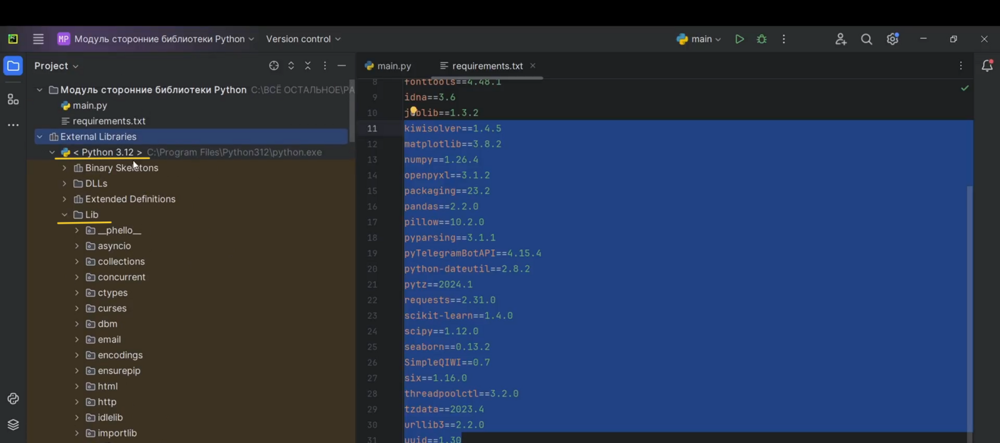 PC MP Модуль сторонние библиотеки Python Version control main
Project
main.py requirements.txt
Модуль сторонние библиотеки Python C:\ВСЁ ОСТАЛЬНОЕ\РА
main.py
requirements.txt
External Libraries
< Python 3.12 > C:\Program Files\Python312\python.exe
Binary Skeletons
DLLs
Extended Definitions
Lib
__phello__
asyncio
collections
concurrent
ctypes
curses
dbm
email
encodings
ensurepip
html
http
idlelib
importlib
8 fonttools==4.48.1
9 idna==3.6
10 joblib==1.3.2
11 kiwisolver==1.4.5
12 matplotlib==3.8.2
13 numpy==1.26.4
14 openpyxl==3.1.2
15 packaging==23.2
16 pandas==2.2.0
17 pillow==10.2.0
18 pyparsing==3.1.1
19 pyTelegramBotAPI==4.15.4
20 python-dateutil==2.8.2
21 pytz==2024.1
22 requests==2.31.0
23 scikit-learn==1.4.0
24 scipy==1.12.0
25 seaborn==0.13.2
26 SimpleQIWI==0.7
27 six==1.16.0
28 threadpoolctl==3.2.0
29 tzdata==2023.4
30 urllib3==2.2.0
31 uuid==1.30